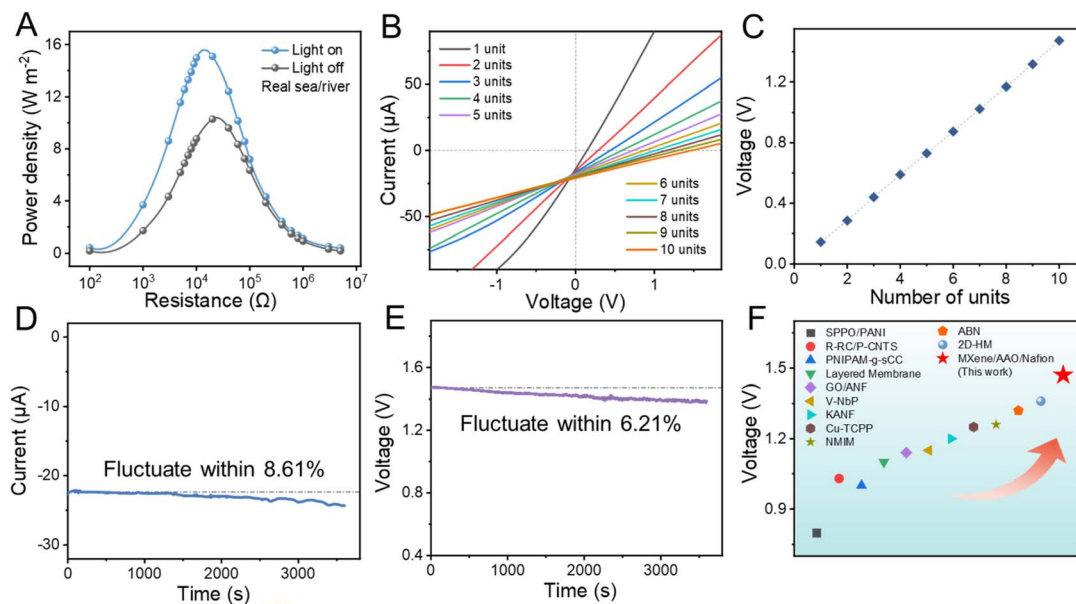 A
Power density (W m⁻²)
16
12
8
4
0
Light on
Light off
Real sea/river
10² 10³ 10⁴ 10⁵ 10⁶ 10⁷
Resistance (Ω)
B
Current (μA)
50
0
-50
1 unit
2 units
3 units
4 units
5 units
6 units
7 units
8 units
9 units
10 units
-1 0 1
Voltage (V)
C
Voltage (V)
1.2
0.8
0.4
0.0
0 2 4 6 8 10
Number of units
D
Current (μA)
0
-10
-20
-30
Fluctuate within 8.61%
0 1000 2000 3000
Time (s)
E
Voltage (V)
1.6
1.2
0.8
0.4
Fluctuate within 6.21%
0 1000 2000 3000
Time (s)
F
Voltage (V)
1.8
1.5
1.2
0.9
SPPO/PANI
R-RC/P-CNTS
PNIPAM-g-sCC
Layered Membrane
GO/ANF
V-NbP
KANF
Cu-TCPP
NMIM
ABN
2D-HM
MXene/AAO/Nafion
(This work)